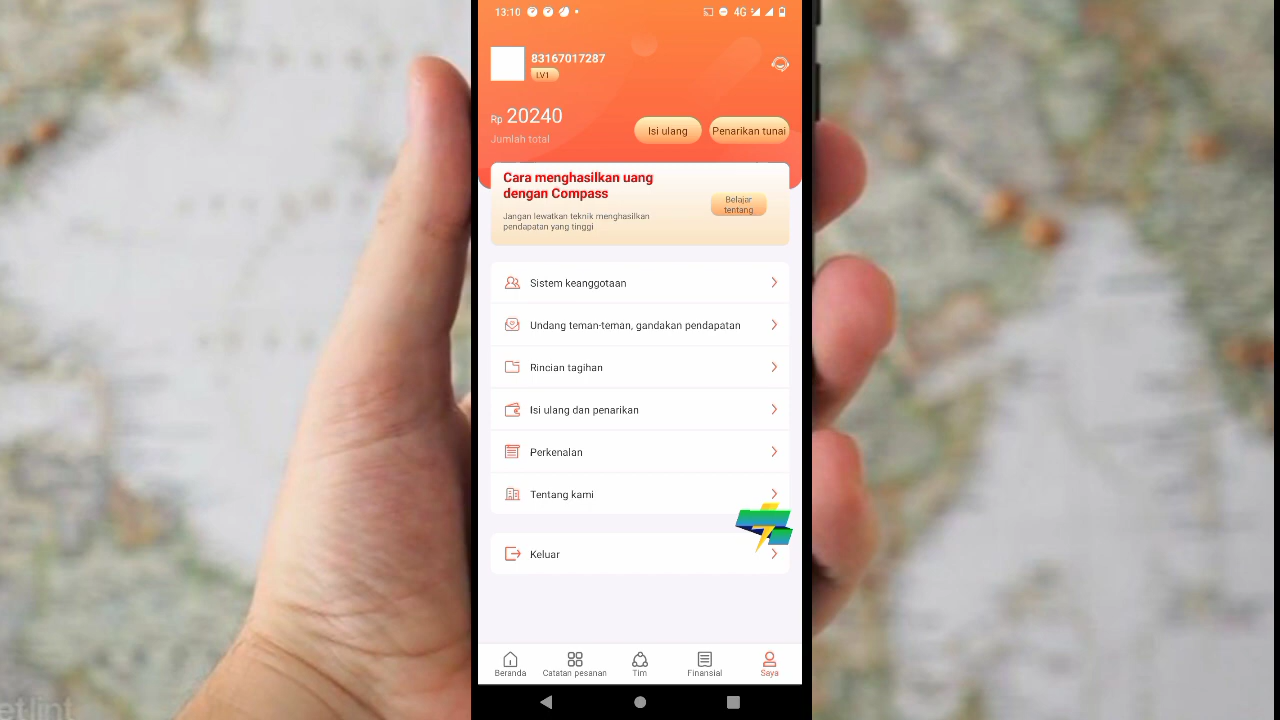 13:10
4G
83167017287
LV1
Rp 20240
Jumlah total
Isi ulang
Penarikan tunai
Cara menghasilkan uang
dengan Compass
Jangan lewatkan teknik menghasilkan
pendapatan yang tinggi
Belajar
tentang
Sistem keanggotaan
Undang teman-teman, gandakan pendapatan
Rincian tagihan
Isi ulang dan penarikan
Perkenalan
Tentang kami
Keluar
Beranda
Catatan pesanan
Tim
Finansial
Saya